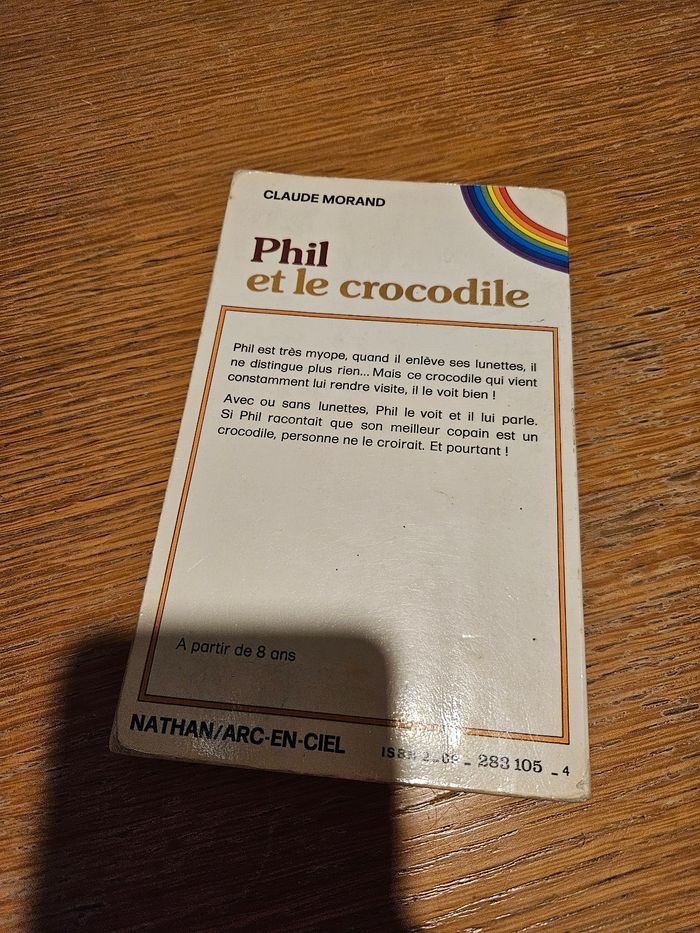 CLAUDE MORAND
Phil
et le crocodile
Phil est très myope, quand il enlève ses lunettes, il
ne distingue plus rien... Mais ce crocodile qui vient
constamment lui rendre visite, il le voit bien !
Avec ou sans lunettes, Phil le voit et il lui parle.
Si Phil racontait que son meilleur copain est un
crocodile, personne ne le croirait. Et pourtant !
A partir de 8 ans
NATHAN/ARC-EN-CIEL
ISBN 2_09_ 283 105 _ 4